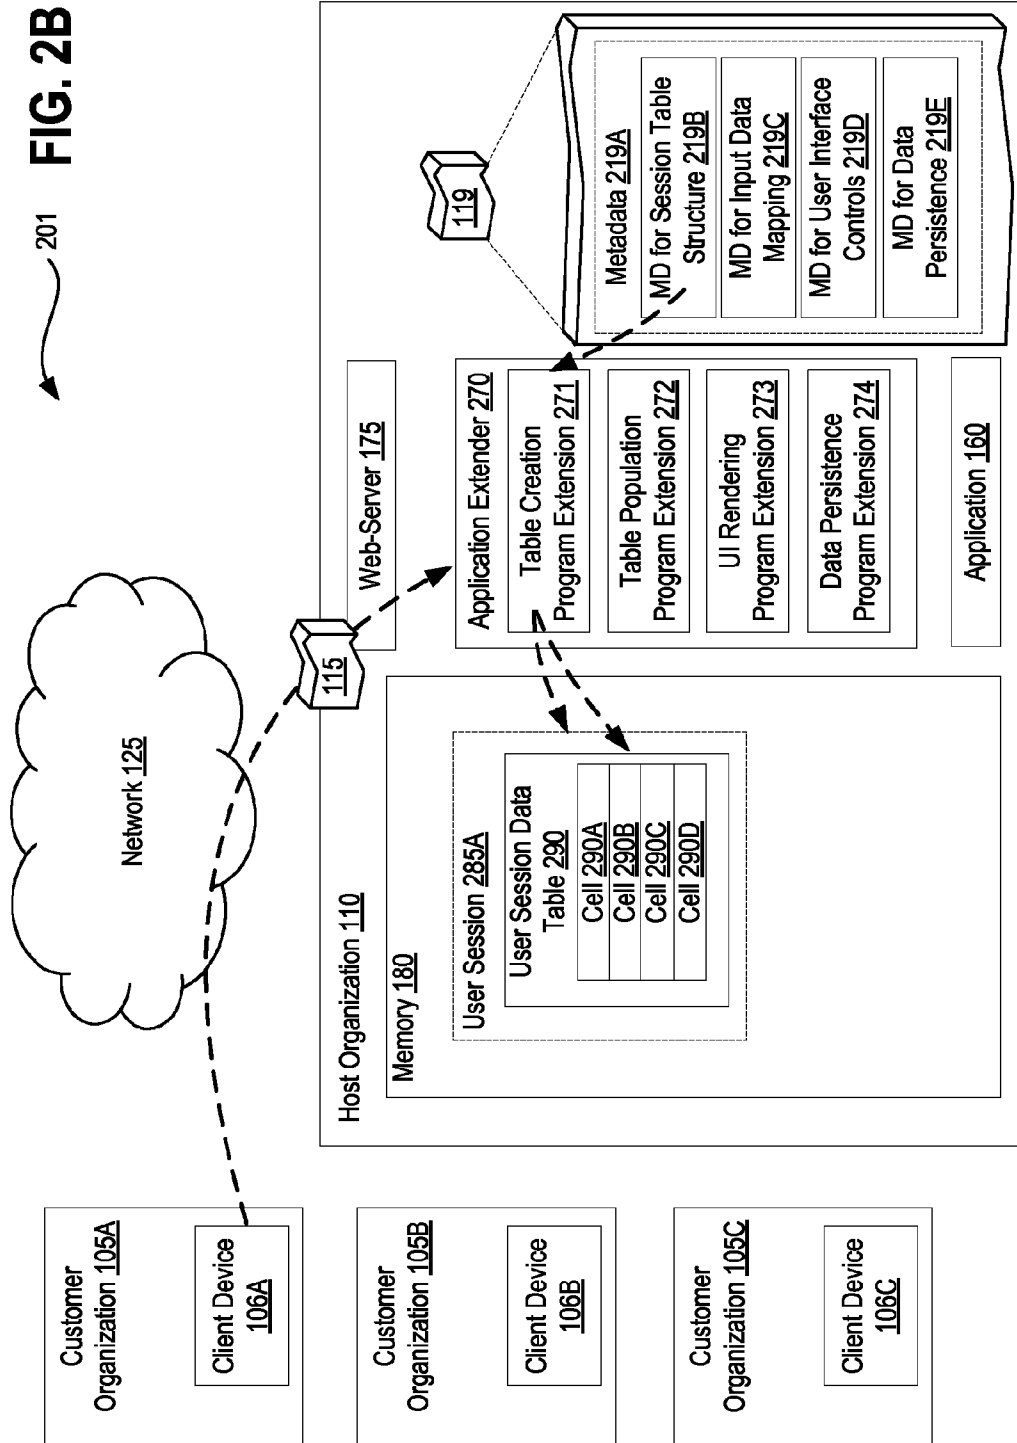 FIG. 2B
201
Network 125
Customer
Organization 105A
Client Device
106A
Customer
Organization 105B
Client Device
106B
Customer
Organization 105C
Client Device
106C
Host Organization 110
115
Web-Server 175
Memory 180
User Session 285A
User Session Data
Table 290
Cell 290A
Cell 290B
Cell 290C
Cell 290D
Application Extender 270
Table Creation
Program Extension 271
Table Population
Program Extension 272
UI Rendering
Program Extension 273
Data Persistence
Program Extension 274
Application 160
119
Metadata 219A
MD for Session Table
Structure 219B
MD for Input Data
Mapping 219C
MD for User Interface
Controls 219D
MD for Data
Persistence 219E